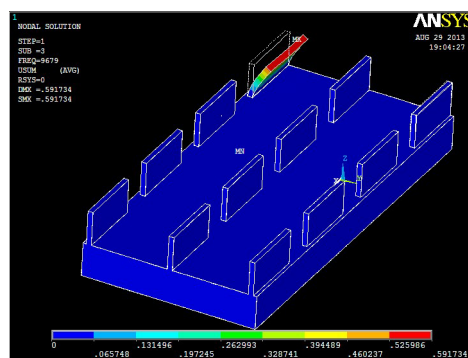 1
NODAL SOLUTION
ANSYS
AUG 29 2013
19:04:27
STEP=1
SUB =3
FREQ=9679
USUM (AVG)
RSYS=0
DMX =.591734
SMX =.591734
MX
MN
Z
0 .131496 .262993 .394489 .525986
.065748 .197245 .328741 .460237 .591734